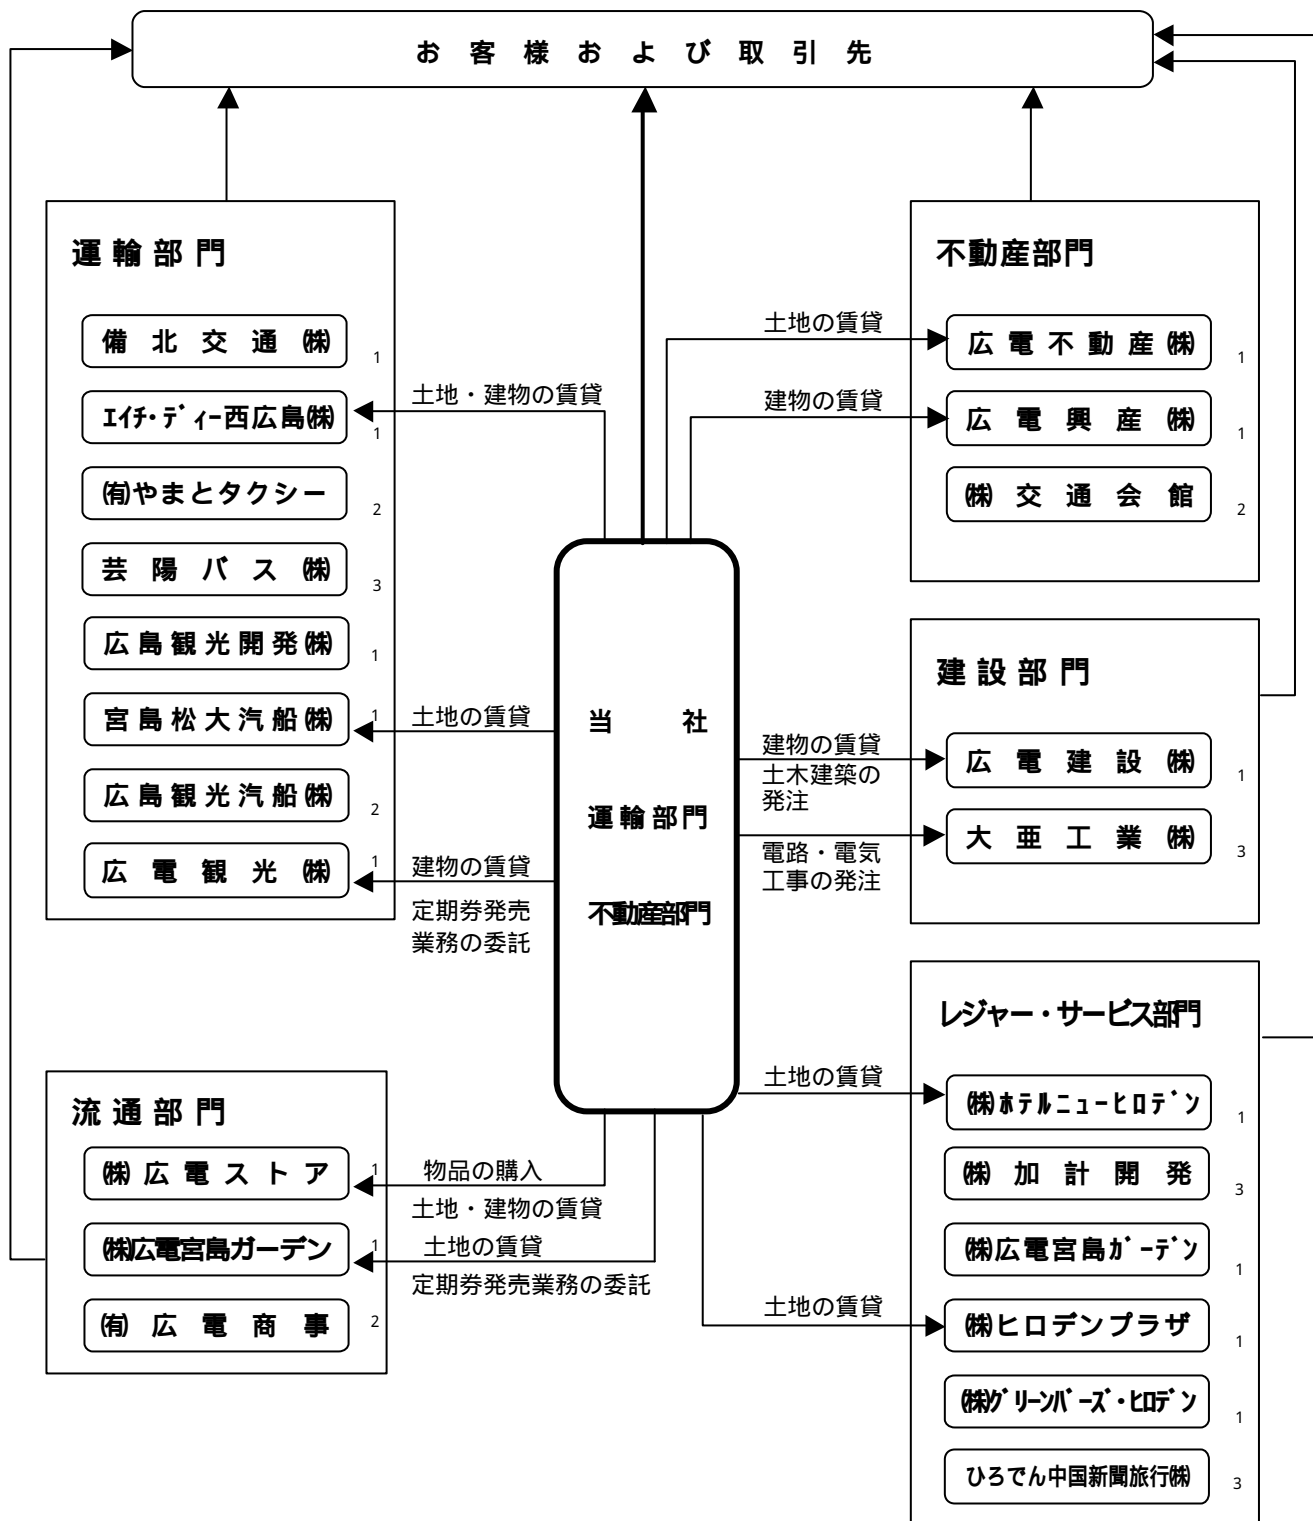 お客様および取引先
運輸部門
備北交通㈱
1
ｴｲﾁ・ﾃﾞｨｰ西広島㈱
1
㈲やまとタクシー
2
芸陽バス㈱
3
広島観光開発㈱
1
宮島松大汽船㈱
1
広島観光汽船㈱
2
広電観光㈱
1
土地・建物の賃貸
土地の賃貸
建物の賃貸
定期券発売
業務の委託
流通部門
㈱広電ストア
1
㈱広電宮島ガーデン
1
㈲広電商事
2
物品の購入
土地・建物の賃貸
土地の賃貸
定期券発売業務の委託
当社
運輸部門
不動産部門
土地の賃貸
建物の賃貸
不動産部門
広電不動産㈱
1
広電興産㈱
1
㈱交通会館
2
建物の賃貸
土木建築の
発注
電路・電気
工事の発注
建設部門
広電建設㈱
1
大亜工業㈱
3
土地の賃貸
土地の賃貸
レジャー・サービス部門
㈱ﾎﾃﾙﾆｭｰﾋﾛﾃﾞﾝ
1
㈱加計開発
3
㈱広電宮島ｶﾞｰﾃﾞﾝ
1
㈱ヒロデンプラザ
1
㈱ｸﾞﾘｰﾝﾊﾞｰｽﾞ・ﾋﾛﾃﾞﾝ
1
ひろでん中国新聞旅行㈱
3